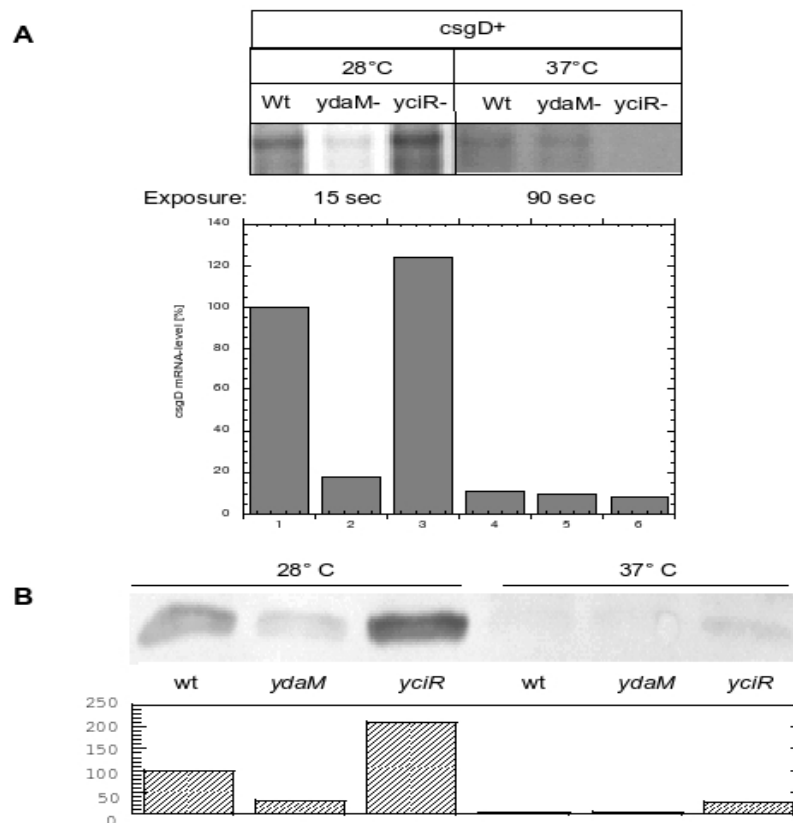 A
csgD+
28°C 37°C
Wt ydaM- yciR- Wt ydaM- yciR-
Exposure: 15 sec 90 sec
csgD mRNA-level [%]
140
120
100
80
60
40
20
0
1 2 3 4 5 6
B
28° C 37° C
wt ydaM yciR wt ydaM yciR
250
200
150
100
50
0